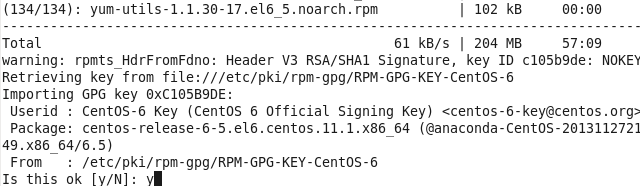 (134/134): yum-utils-1.1.30-17.el6_5.noarch.rpm | 102 kB 00:00
--------------------------------------------------------------------------------
Total 61 kB/s | 204 MB 57:09
warning: rpmts_HdrFromFdno: Header V3 RSA/SHA1 Signature, key ID c105b9de: NOKEY
Retrieving key from file:///etc/pki/rpm-gpg/RPM-GPG-KEY-CentOS-6
Importing GPG key 0xC105B9DE:
Userid : CentOS-6 Key (CentOS 6 Official Signing Key) <centos-6-key@centos.org>
Package: centos-release-6-5.el6.centos.11.1.x86_64 (@anaconda-CentOS-2013112721
49.x86_64/6.5)
From : /etc/pki/rpm-gpg/RPM-GPG-KEY-CentOS-6
Is this ok [y/N]: y